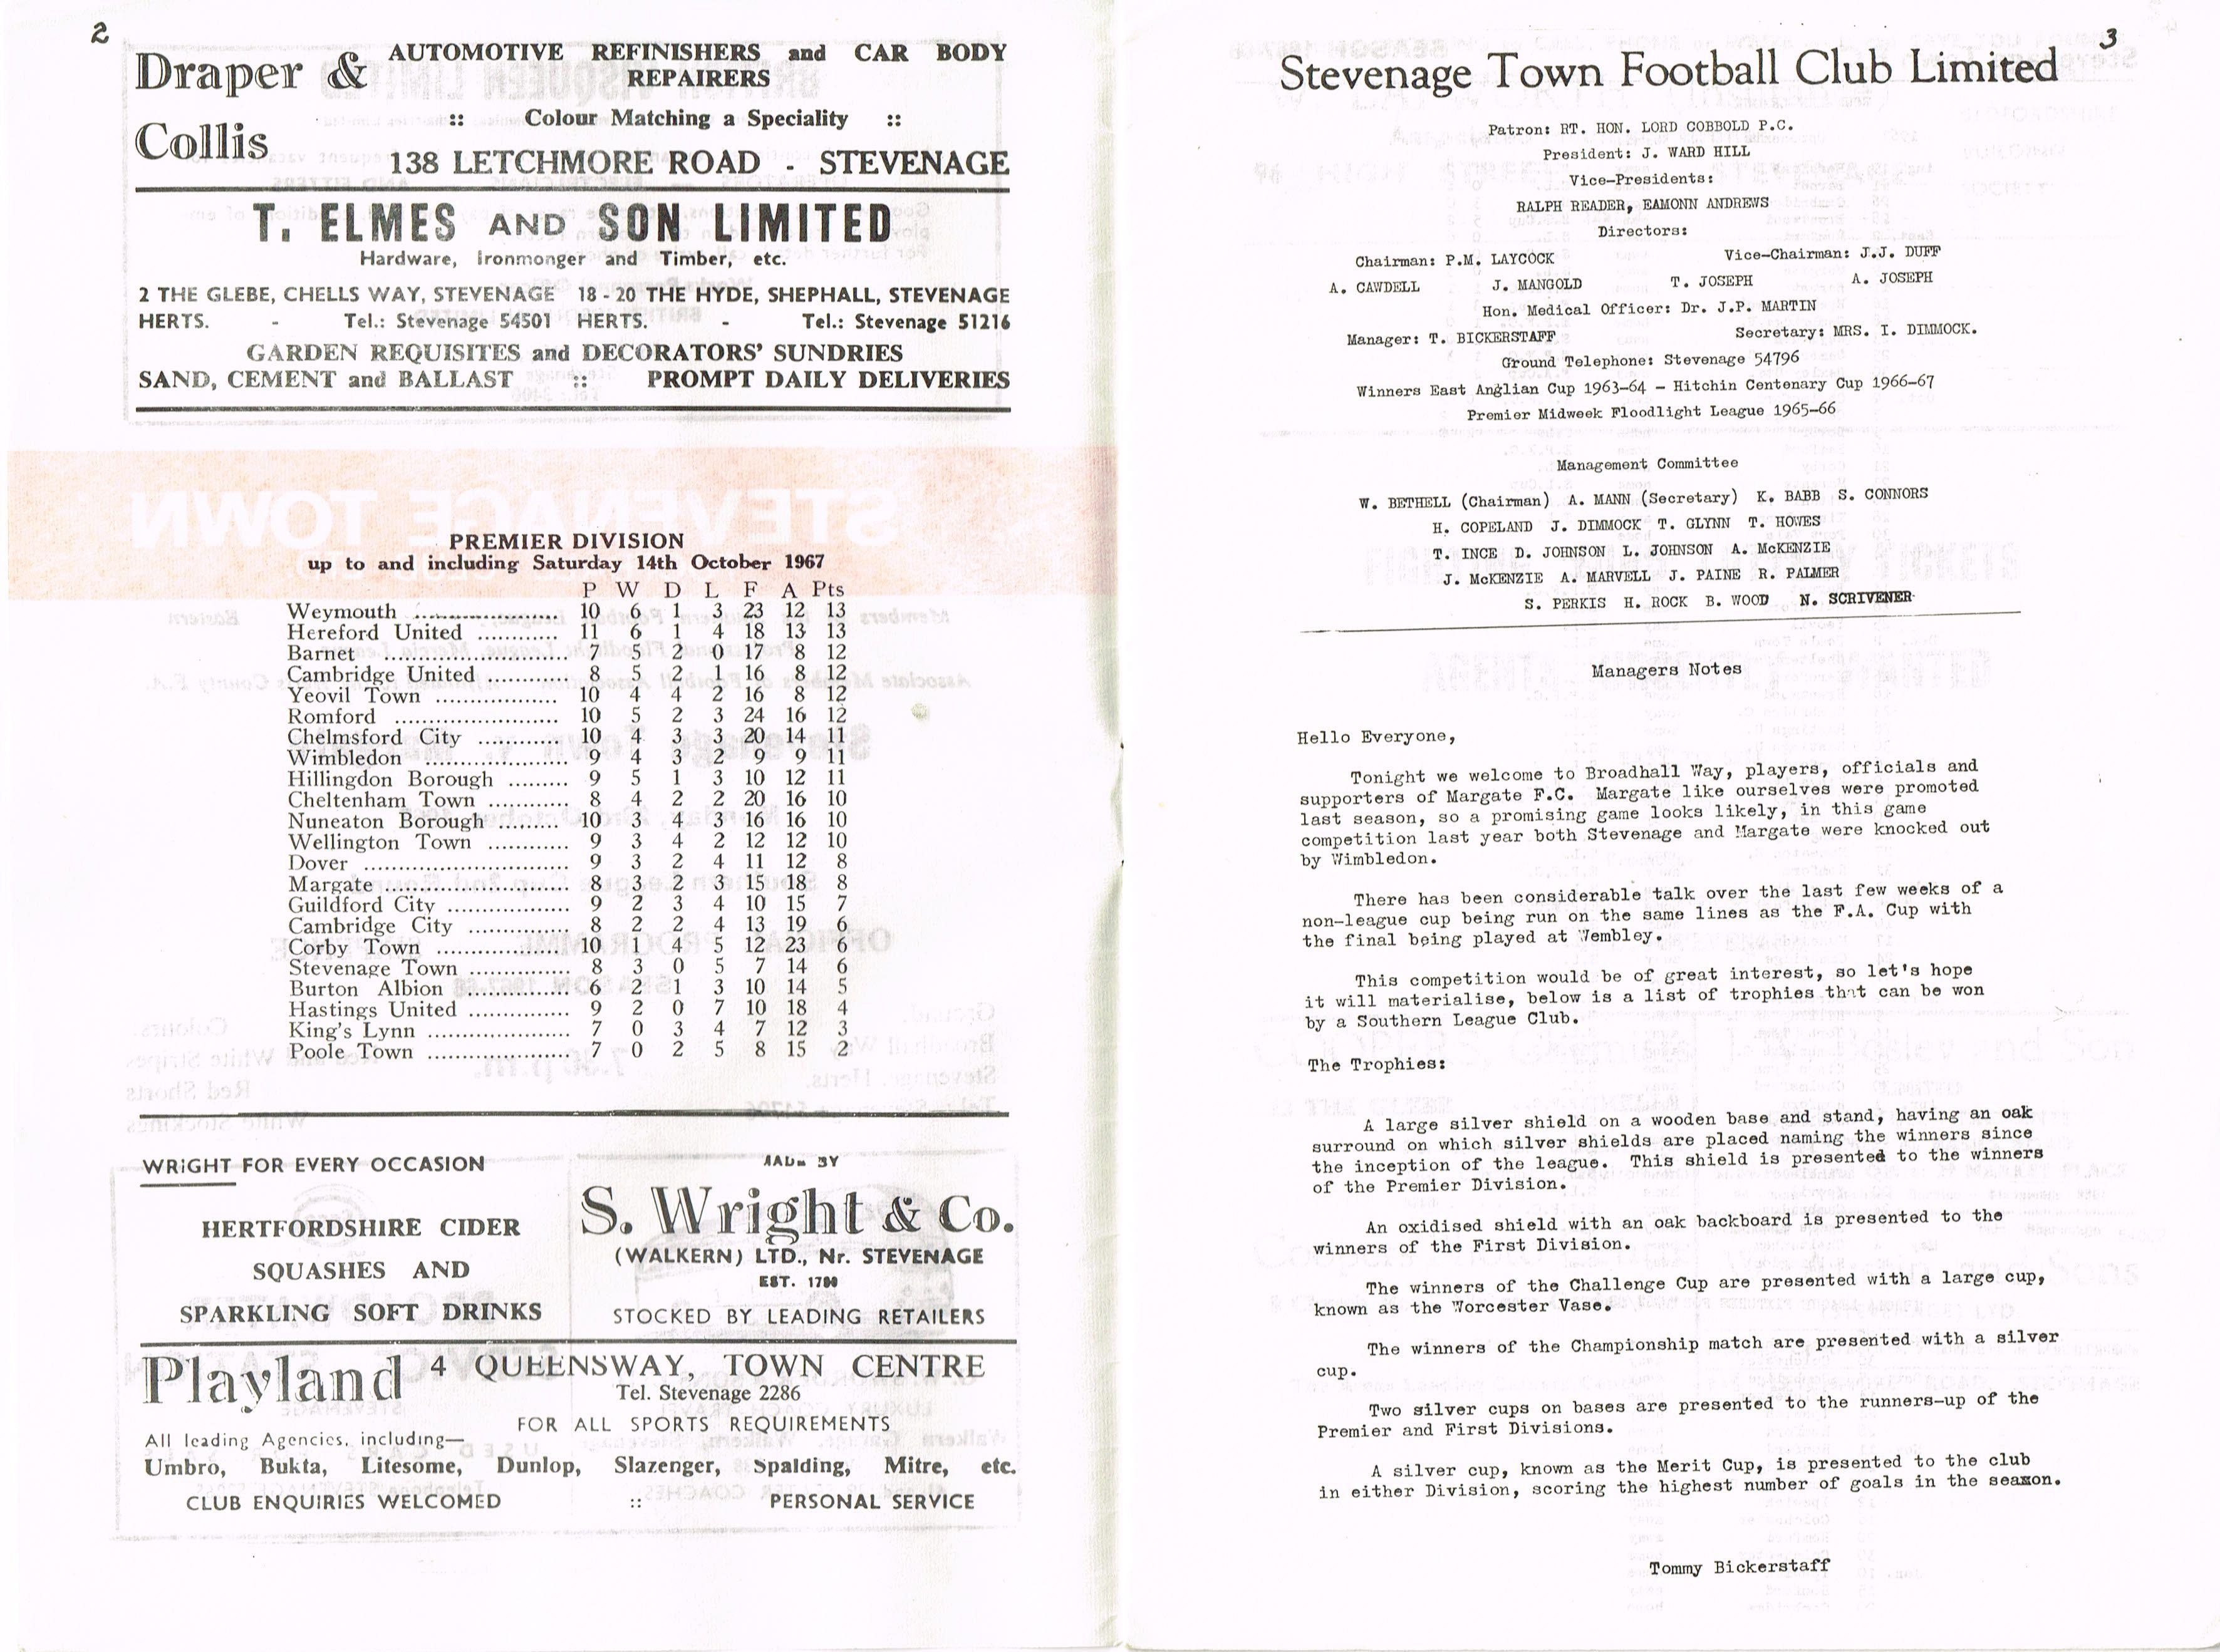 2
Draper & Collis
AUTOMOTIVE REFINISHERS and CAR BODY
REPAIRERS
:: Colour Matching a Speciality ::
138 LETCHMORE ROAD - STEVENAGE
T. ELMES AND SON LIMITED
Hardware, Ironmonger and Timber, etc.
2 THE GLEBE, CHELLS WAY, STEVENAGE 18-20 THE HYDE, SHEPHALL, STEVENAGE
HERTS. - Tel.: Stevenage 54501 HERTS. - Tel.: Stevenage 51216
GARDEN REQUISITES and DECORATORS' SUNDRIES
SAND, CEMENT and BALLAST :: PROMPT DAILY DELIVERIES
PREMIER DIVISION
up to and including Saturday 14th October 1967
P W D L F A Pts
Weymouth .................... 10 6 1 3 23 12 13
Hereford United ........... 11 6 1 4 18 13 13
Barnet ......................... 7 5 2 0 17 8 12
Cambridge United ........... 8 5 2 1 16 8 12
Yeovil Town ................. 10 4 4 2 16 8 12
Romford ....................... 10 5 2 3 24 16 12
Chelmsford City ........... 10 4 3 3 20 14 11
Wimbledon .................... 9 4 3 2 9 9 11
Hillingdon Borough ........ 9 5 1 3 10 12 11
Cheltenham Town ........... 8 4 2 2 20 16 10
Nuneaton Borough ........ 10 3 4 3 16 16 10
Wellington Town ........... 9 3 4 2 12 12 10
Dover ............................ 9 3 2 4 11 12 8
Margate ......................... 8 3 2 3 15 18 8
Guildford City ................. 9 2 3 4 10 15 7
Cambridge City .............. 8 2 2 4 13 19 6
Corby Town ................... 10 1 4 5 12 23 6
Stevenage Town .............. 8 3 0 5 7 14 6
Burton Albion .............. 6 2 1 3 10 14 5
Hastings United .............. 9 2 0 7 10 18 4
King's Lynn .................... 7 0 3 4 7 12 3
Poole Town .................... 7 0 2 5 8 15 2
WRIGHT FOR EVERY OCCASION
HERTFORDSHIRE CIDER
SQUASHES AND
SPARKLING SOFT DRINKS
BY
S. Wright & Co.
(WALKERN) LTD., Nr. STEVENAGE
EST.
STOCKED BY LEADING RETAILERS
Playland
4 QUEENSWAY, TOWN CENTRE
Tel. Stevenage 2286
FOR ALL SPORTS REQUIREMENTS
All leading Agencies, including—
Umbro, Bukta, Litesome, Dunlop, Slazenger, Spalding, Mitre, etc.
CLUB ENQUIRIES WELCOMED :: PERSONAL SERVICE
3
Stevenage Town Football Club Limited
Patron: RT. HON. LORD COBBOLD P.C.
President: J. WARD HILL
Vice-Presidents:
RALPH READER, EAMONN ANDREWS
Directors:
Chairman: P.M. LAYCOCK Vice-Chairman: J.J. DUFF
A. CAWDELL J. MANGOLD T. JOSEPH A. JOSEPH
Hon. Medical Officer: Dr. J.P. MARTIN
Manager: T. BICKERSTAFF Secretary: MRS. I. DIMMOCK.
Ground Telephone: Stevenage 54796
Winners East Anglian Cup 1963-64 - Hitchin Centenary Cup 1966-67
Premier Midweek Floodlight League 1965-66
Management Committee
W. BETHELL (Chairman) A. MANN (Secretary) K. BABB S. CONNORS
H. COPELAND J. DIMMOCK T. GLYNN T. HOWES
T. INCE D. JOHNSON L. JOHNSON A. McKENZIE
J. McKENZIE A. MARVELL J. PAINE R. PALMER
S. PERKIS H. ROCK B. WOOD N. SCRIVENER
Managers Notes
Hello Everyone,
Tonight we welcome to Broadhall Way, players, officials and
supporters of Margate F.C. Margate like ourselves were promoted
last season, so a promising game looks likely, in this game
competition last year both Stevenage and Margate were knocked out
by Wimbledon.
There has been considerable talk over the last few weeks of a
non-league cup being run on the same lines as the F.A. Cup with
the final being played at Wembley.
This competition would be of great interest, so let's hope
it will materialise, below is a list of trophies that can be won
by a Southern League Club.
The Trophies:
A large silver shield on a wooden base and stand, having an oak
surround on which silver shields are placed naming the winners since
the inception of the league. This shield is presented to the winners
of the Premier Division.
An oxidised shield with an oak backboard is presented to the
winners of the First Division.
The winners of the Challenge Cup are presented with a large cup,
known as the Worcester Vase.
The winners of the Championship match are presented with a silver
cup.
Two silver cups on bases are presented to the runners-up of the
Premier and First Divisions.
A silver cup, known as the Merit Cup, is presented to the club
in either Division, scoring the highest number of goals in the season.
Tommy Bickerstaff